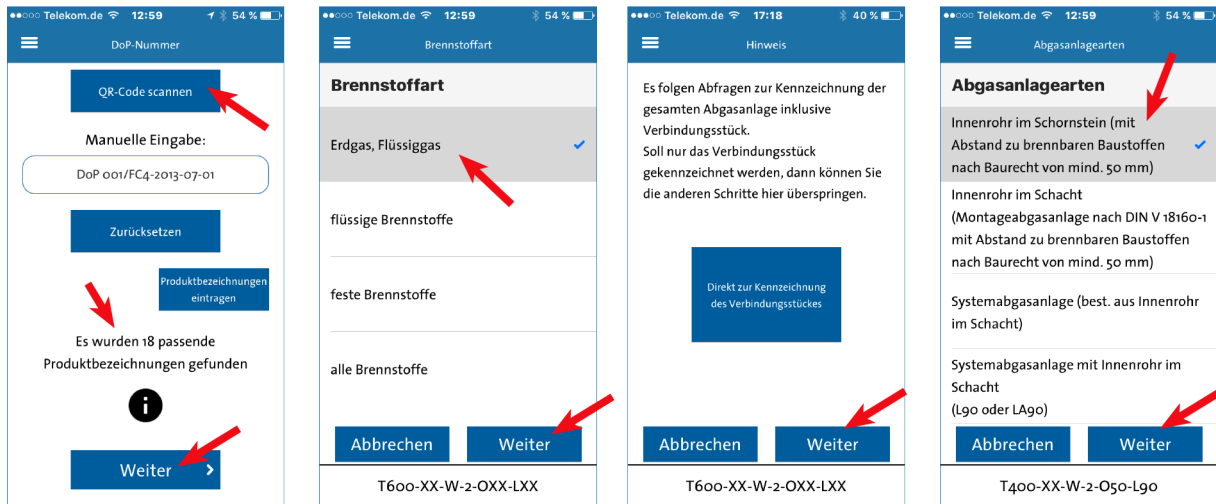 ●●○○○ Telekom.de 12:59 54 %
DoP-Nummer
QR-Code scannen
Manuelle Eingabe:
DoP 001/FC4-2013-07-01
Zurücksetzen
Produktbezeichnungen
eintragen
Es wurden 18 passende
Produktbezeichnungen gefunden
i
Weiter >
●●○○○ Telekom.de 12:59 54 %
Brennstoffart
Brennstoffart
Erdgas, Flüssiggas
flüssige Brennstoffe
feste Brennstoffe
alle Brennstoffe
Abbrechen Weiter
T600-XX-W-2-OXX-LXX
●●●○○ Telekom.de 17:18 40 %
Hinweis
Es folgen Abfragen zur Kennzeichnung der
gesamten Abgasanlage inklusive
Verbindungsstück.
Soll nur das Verbindungsstück
gekennzeichnet werden, dann können Sie
die anderen Schritte hier überspringen.
Direkt zur Kennzeichnung
des Verbindungsstückes
Abbrechen Weiter
T600-XX-W-2-OXX-LXX
●●○○○ Telekom.de 12:59 54 %
Abgasanlagearten
Abgasanlagearten
Innenrohr im Schornstein (mit
Abstand zu brennbaren Baustoffen
nach Baurecht von mind. 50 mm)
Innenrohr im Schacht
(Montageabgasanlage nach DIN V 18160-1
mit Abstand zu brennbaren Baustoffen
nach Baurecht von mind. 50 mm)
Systemabgasanlage (best. aus Innenrohr
im Schacht)
Systemabgasanlage mit Innenrohr im
Schacht
(L90 oder LA90)
Abbrechen Weiter
T400-XX-W-2-O50-L90